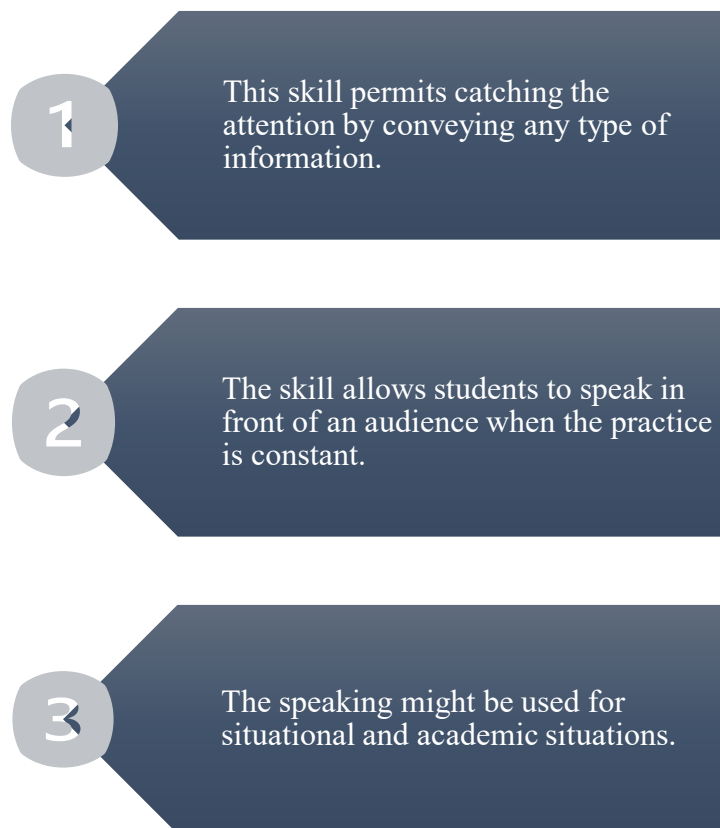 1
This skill permits catching the
attention by conveying any type of
information.
2
The skill allows students to speak in
front of an audience when the practice
is constant.
3
The speaking might be used for
situational and academic situations.